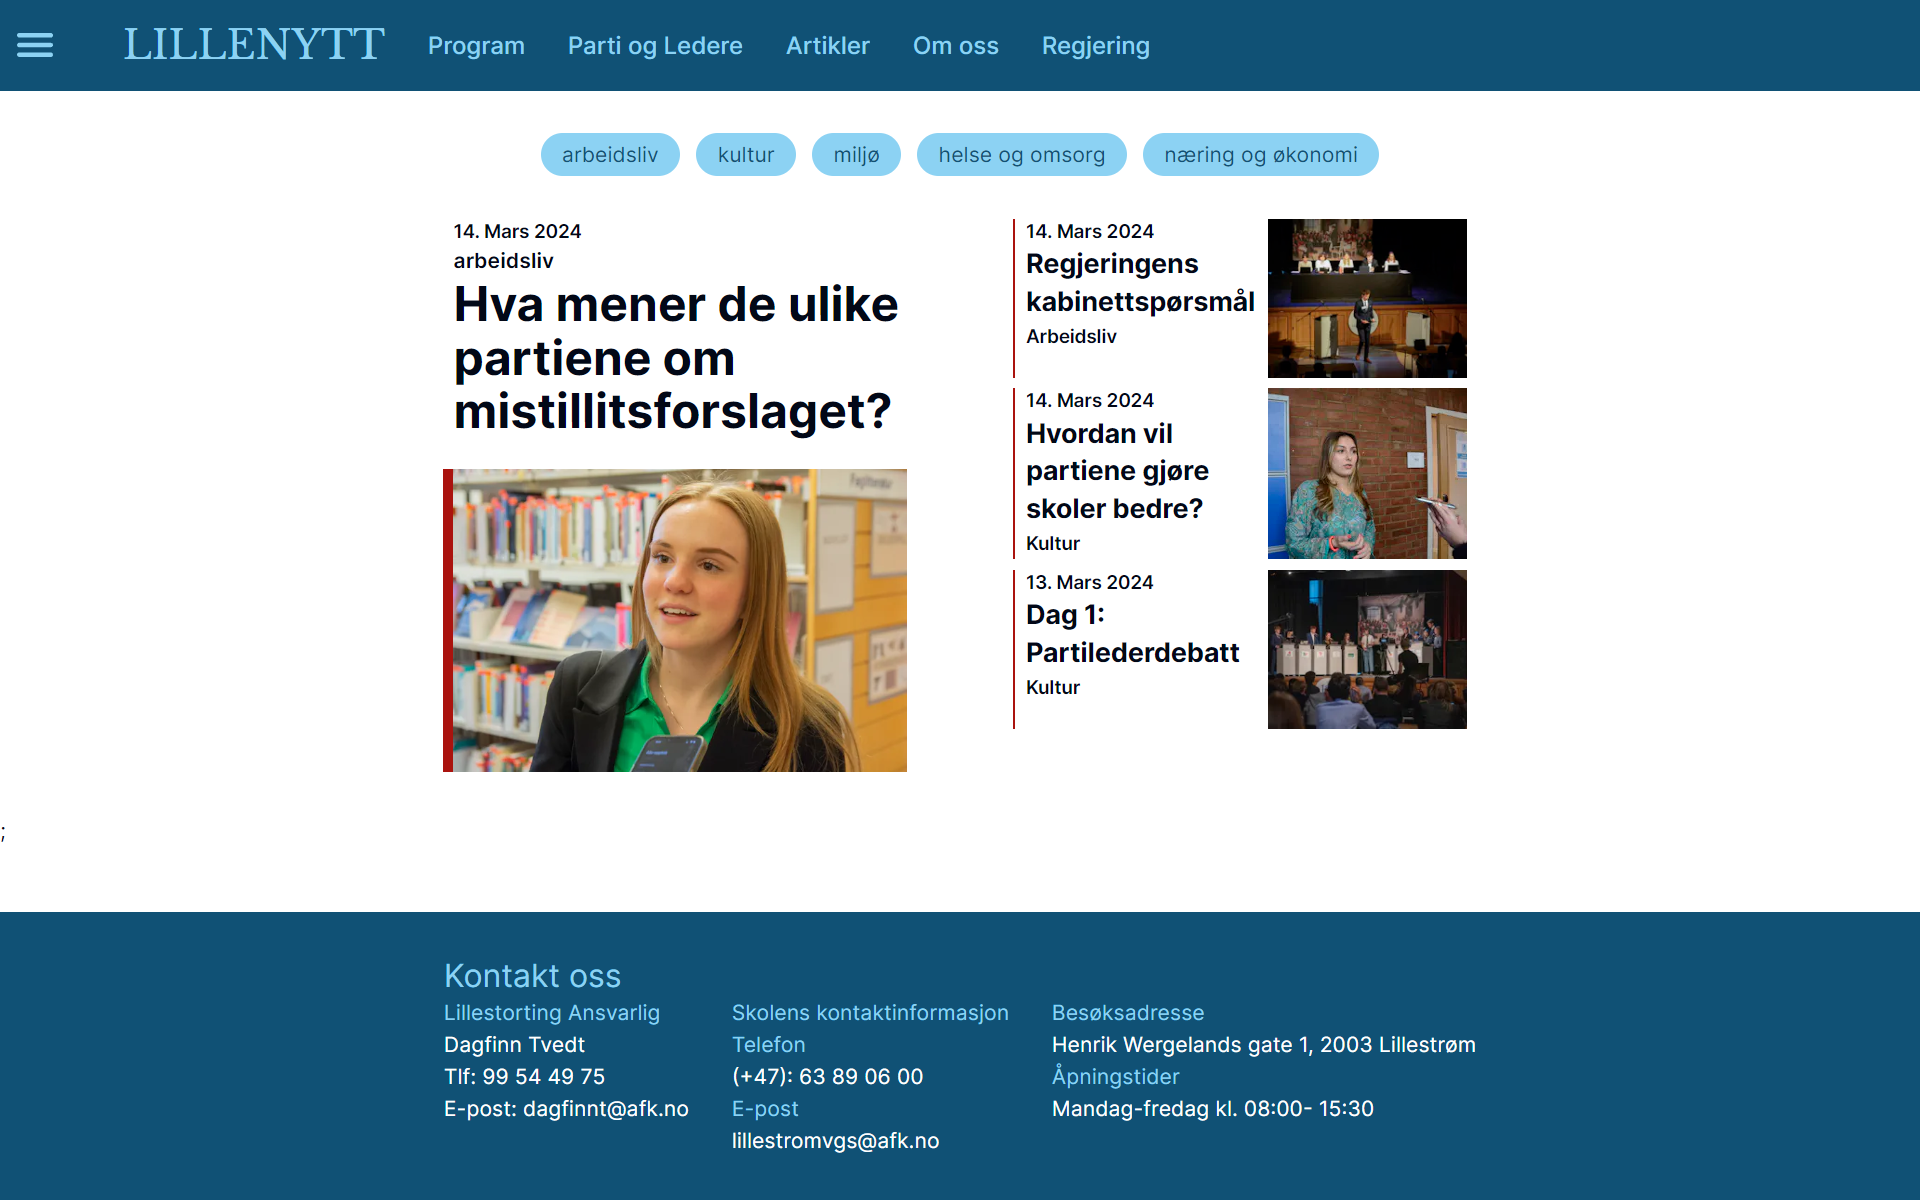 LILLENYTT Program Parti og Ledere Artikler Om oss Regjering
arbeidsliv kultur miljø helse og omsorg næring og økonomi
14. Mars 2024
arbeidsliv
Hva mener de ulike
partiene om
mistillitsforslaget?
14. Mars 2024
Regjeringens
kabinettspørsmål
Arbeidsliv
14. Mars 2024
Hvordan vil
partiene gjøre
skoler bedre?
Kultur
13. Mars 2024
Dag 1:
Partilederdebatt
Kultur
;
Kontakt oss
Lillestorting Ansvarlig
Dagfinn Tvedt
Tlf: 99 54 49 75
E-post: dagfinnt@afk.no
Skolens kontaktinformasjon
Telefon
(+47): 63 89 06 00
E-post
lillestromvgs@afk.no
Besøksadresse
Henrik Wergelands gate 1, 2003 Lillestrøm
Åpningstider
Mandag-fredag kl. 08:00- 15:30